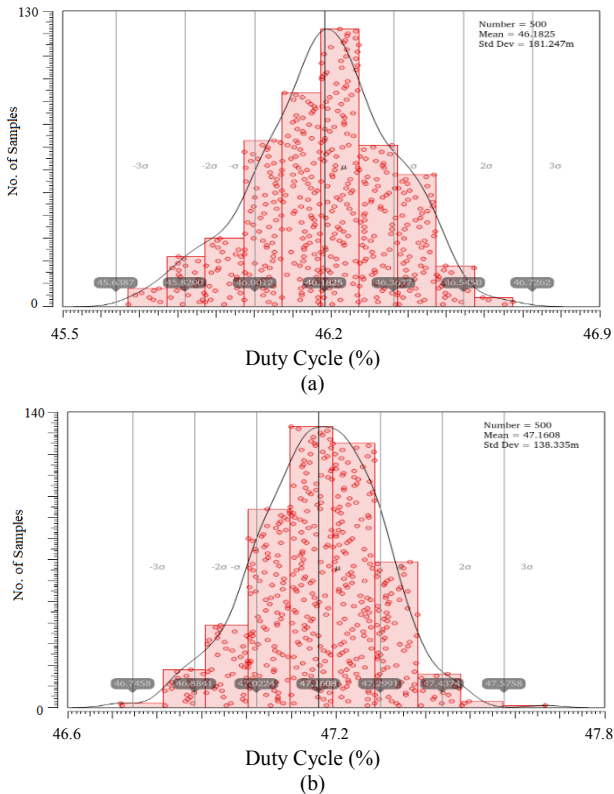 130
Number = 500
Mean = 46.1825
Std Dev = 181.247m
No. of Samples
-3σ -2σ -σ μ σ 2σ 3σ
45.6387 45.8200 46.0012 46.1825 46.3637 46.5450 46.7262
0
45.5 46.2 46.9
Duty Cycle (%)
(a)
140
Number = 500
Mean = 47.1608
Std Dev = 138.335m
No. of Samples
-3σ -2σ -σ μ σ 2σ 3σ
46.7458 46.8841 47.0224 47.1608 47.2991 47.4374 47.5758
0
46.6 47.2 47.8
Duty Cycle (%)
(b)